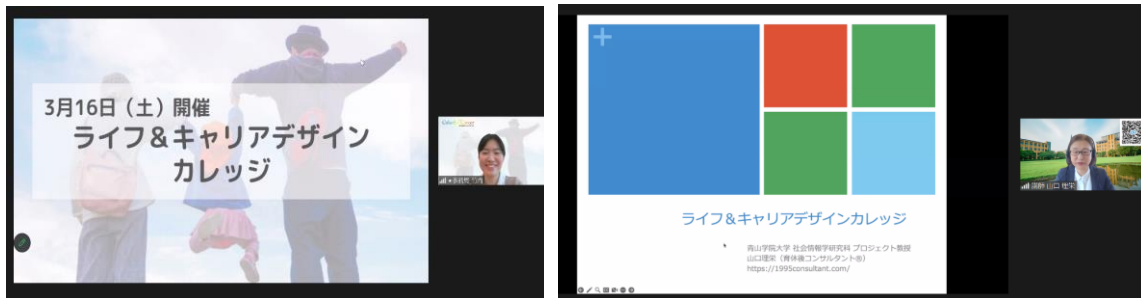 3月16日（土）開催
ライフ＆キャリアデザイン
カレッジ
ライフ＆キャリアデザインカレッジ
青山学院大学 社会情報学研究科 プロジェクト教授
山口理栄（育休後コンサルタント®）
https://1995consultant.com/
山口 理栄